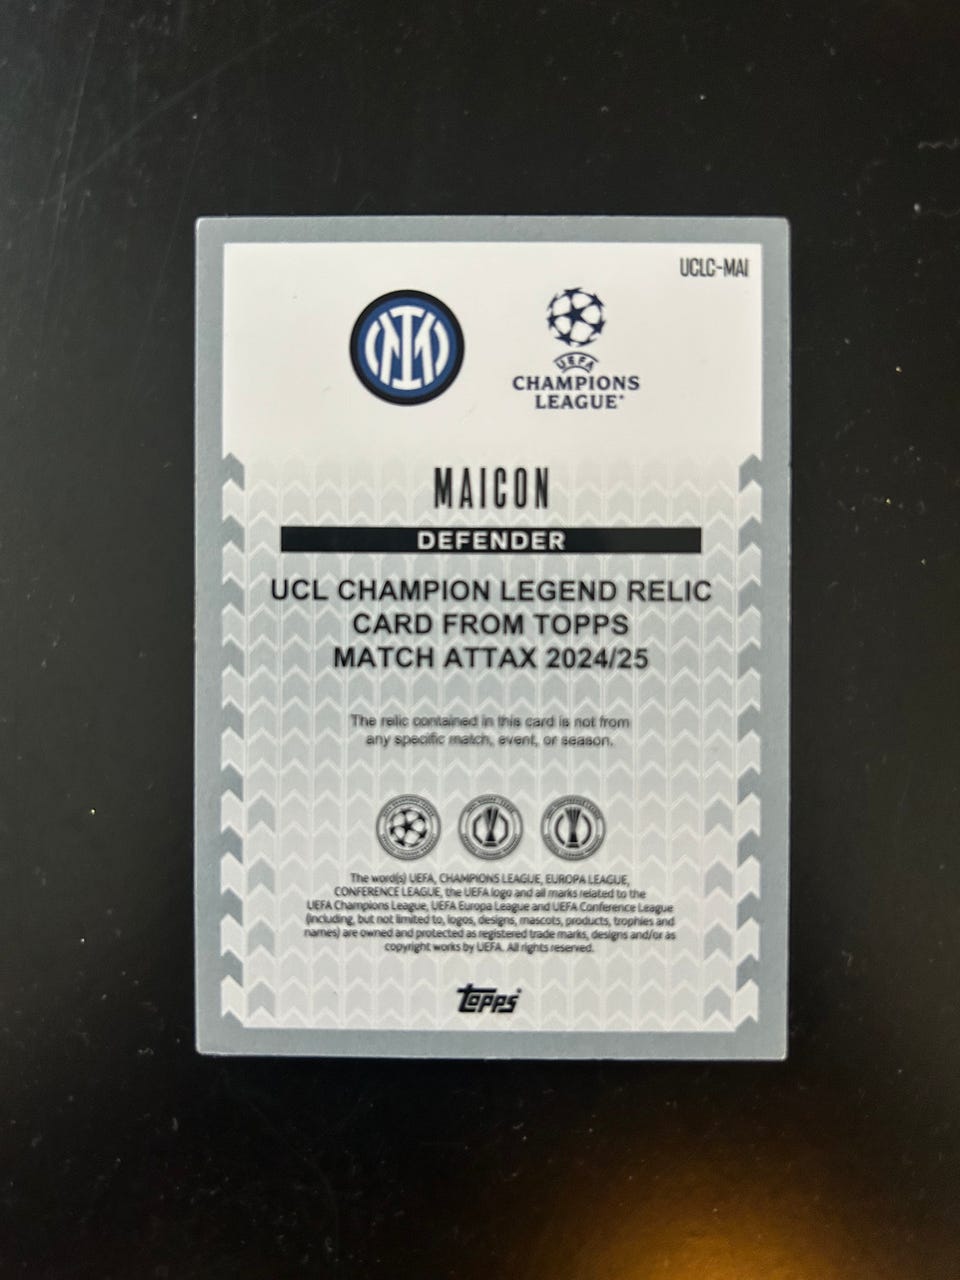 UCLC-MAI
UEFA
CHAMPIONS
LEAGUE
MAICON
DEFENDER
UCL CHAMPION LEGEND RELIC
CARD FROM TOPPS
MATCH ATTAX 2024/25
The relic contained in this card is not from
any specific match, event, or season.
The word(s) UEFA, CHAMPIONS LEAGUE, EUROPA LEAGUE,
CONFERENCE LEAGUE, the UEFA logo and all marks related to the
UEFA Champions League, UEFA Europa League and UEFA Conference League
(including, but not limited to, logos, designs, mascots, products, trophies and
names) are owned and protected as registered trade marks, designs and/or as
copyright works by UEFA. All rights reserved.
topps